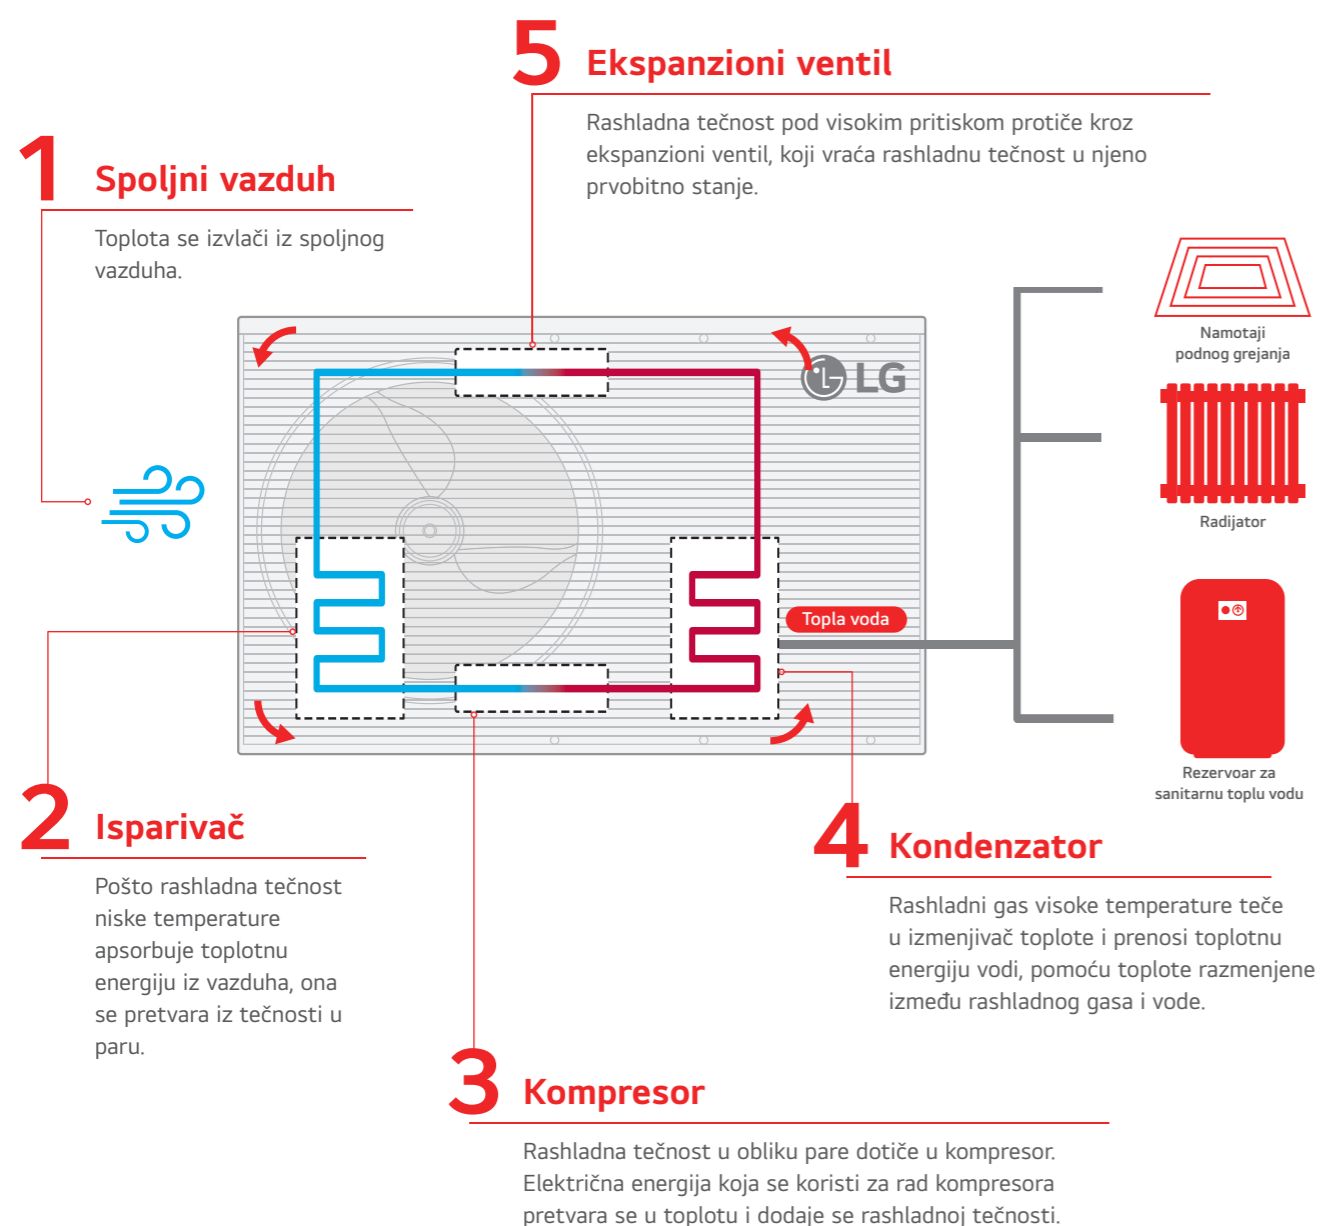 5 Ekspanzioni ventil
Rashladna tečnost pod visokim pritiskom protiče kroz
ekspanzioni ventil, koji vraća rashladnu tečnost u njeno
prvobitno stanje.
1 Spoljni vazduh
Toplota se izvlači iz spoljnog
vazduha.
LG
Namotaji
podnog grejanja
Radijator
Topla voda
Rezervoar za
sanitarnu toplu vodu
2 Isparivač
Pošto rashladna tečnost
niske temperature
apsorbuje toplotnu
energiju iz vazduha, ona
se pretvara iz tečnosti u
paru.
4 Kondenzator
Rashladni gas visoke temperature teče
u izmenjivač toplote i prenosi toplotnu
energiju vodi, pomoću toplote razmenjene
između rashladnog gasa i vode.
3 Kompresor
Rashladna tečnost u obliku pare dotiče u kompresor.
Električna energija koja se koristi za rad kompresora
pretvara se u toplotu i dodaje se rashladnoj tečnosti.